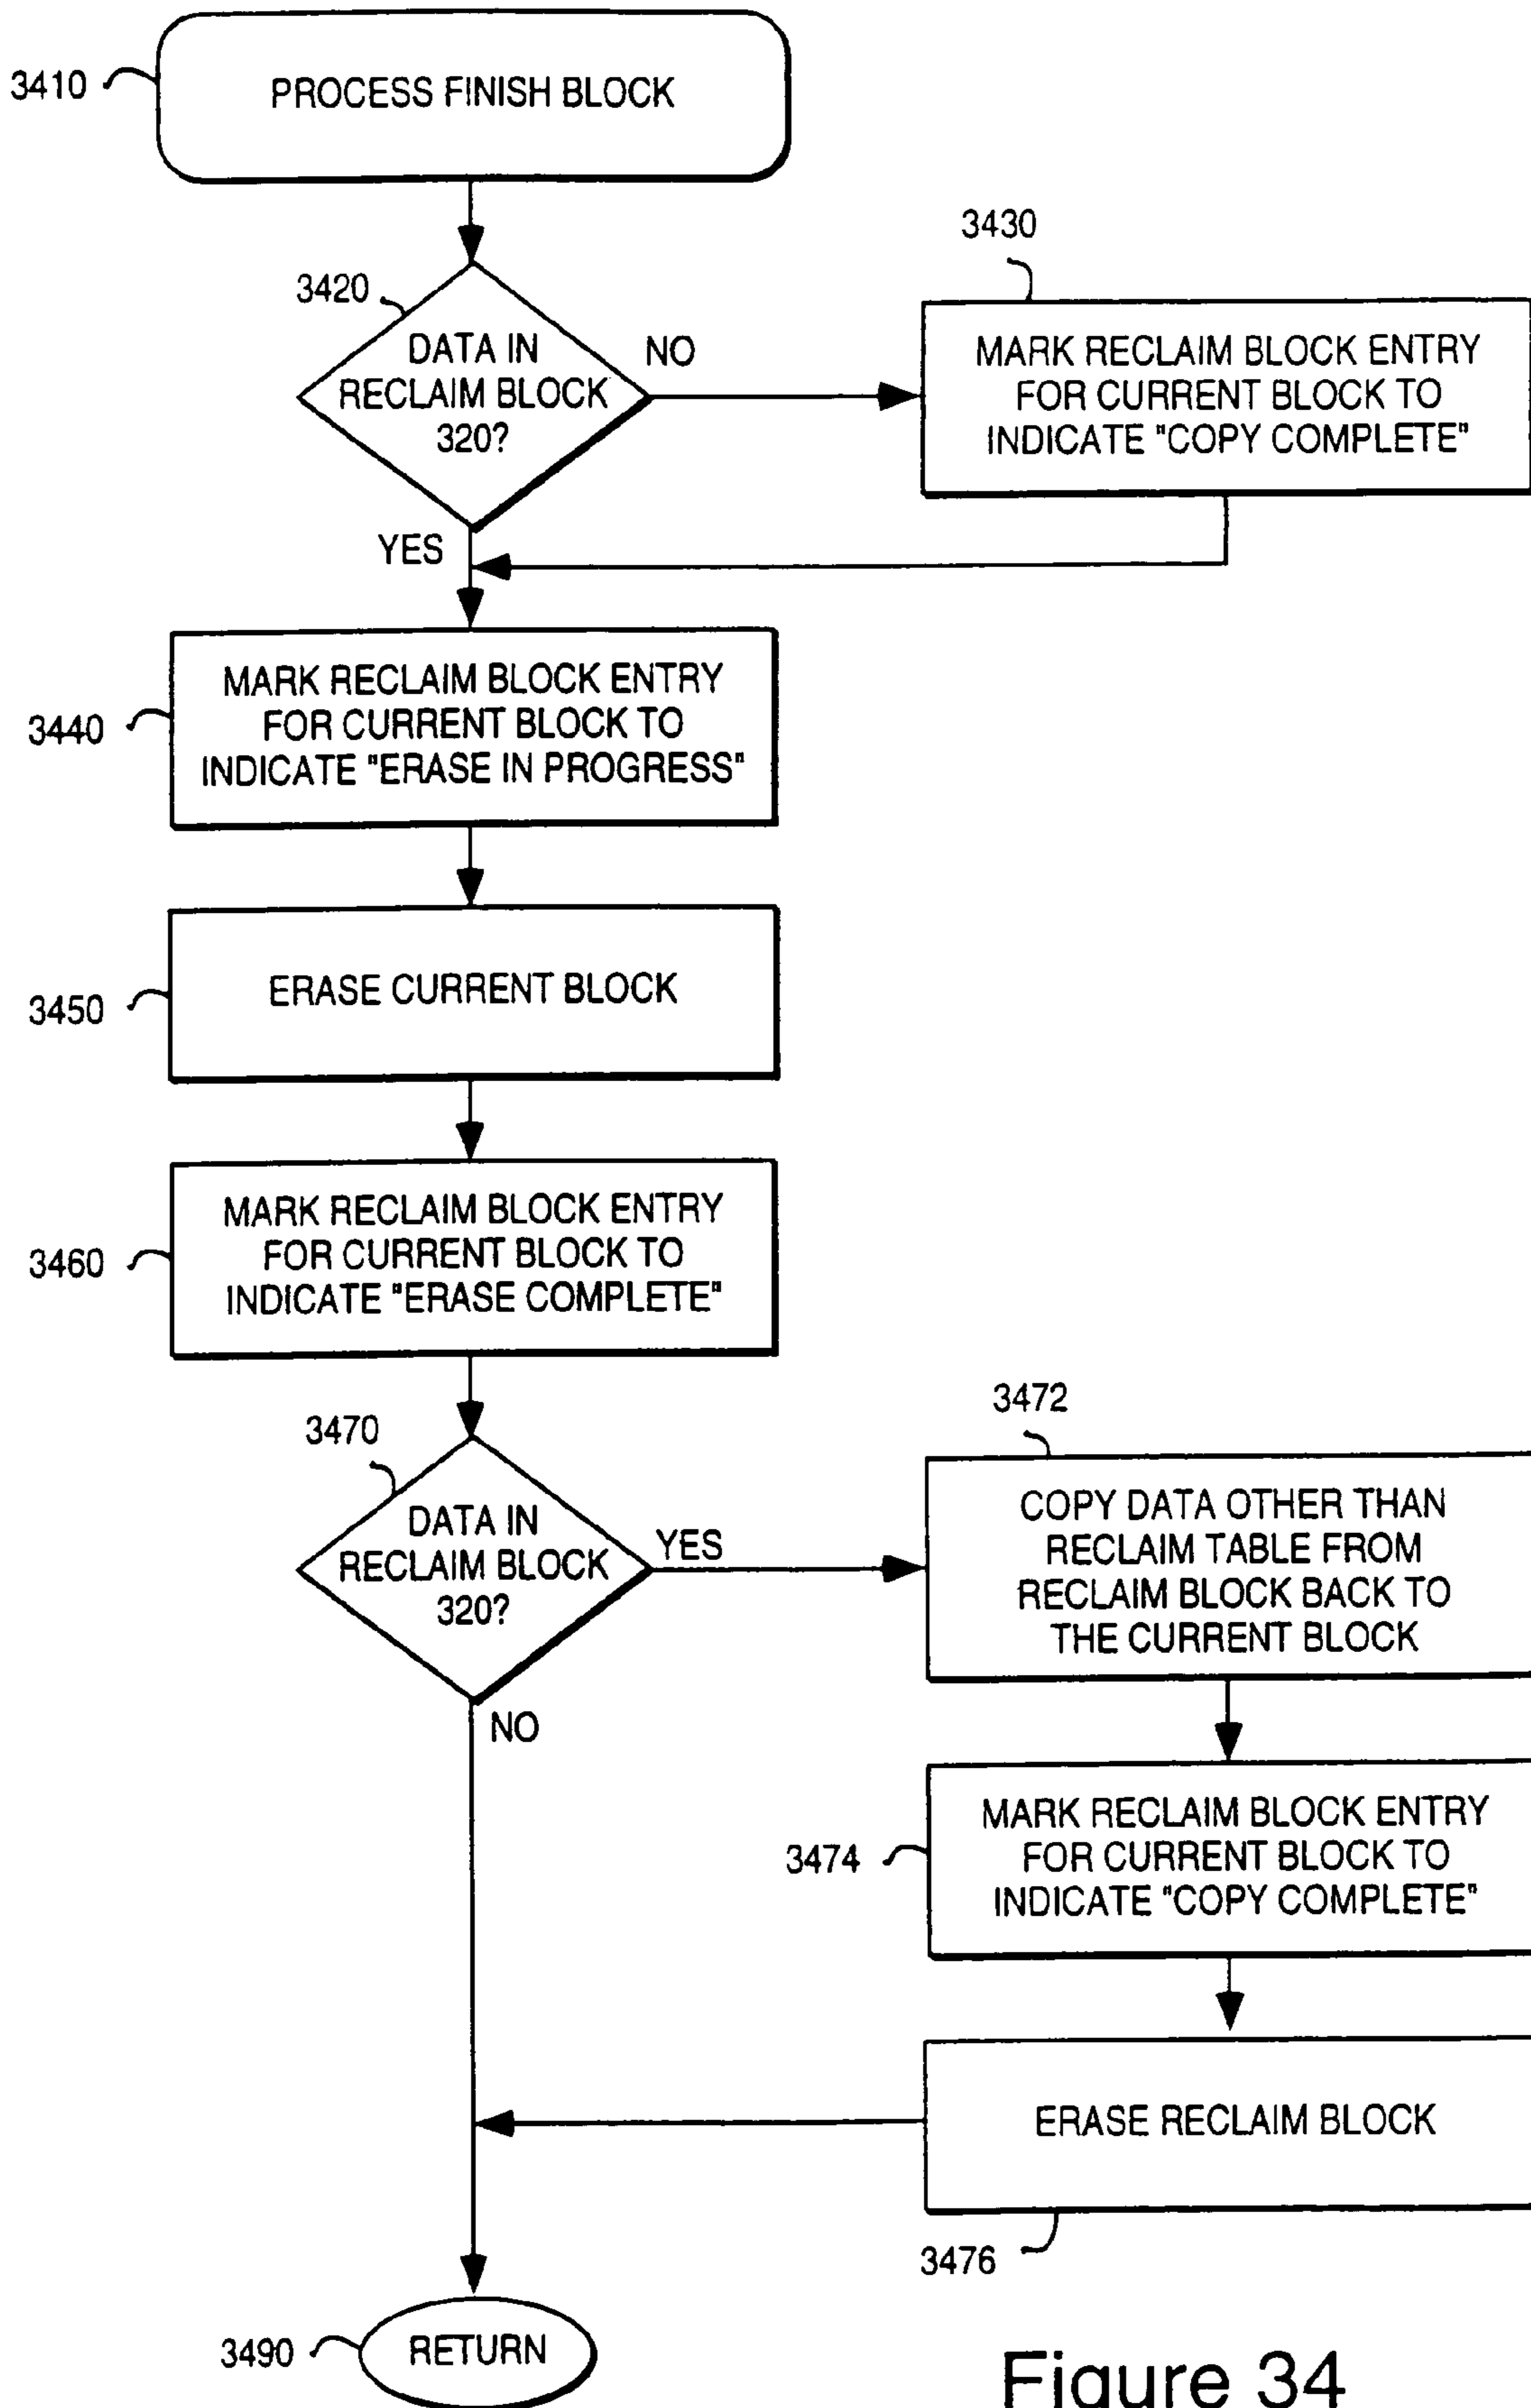 3410
PROCESS FINISH BLOCK
3420
DATA IN
RECLAIM BLOCK
320?
NO
YES
3430
MARK RECLAIM BLOCK ENTRY
FOR CURRENT BLOCK TO
INDICATE "COPY COMPLETE"
3440
MARK RECLAIM BLOCK ENTRY
FOR CURRENT BLOCK TO
INDICATE "ERASE IN PROGRESS"
3450
ERASE CURRENT BLOCK
3460
MARK RECLAIM BLOCK ENTRY
FOR CURRENT BLOCK TO
INDICATE "ERASE COMPLETE"
3470
DATA IN
RECLAIM BLOCK
320?
YES
NO
3472
COPY DATA OTHER THAN
RECLAIM TABLE FROM
RECLAIM BLOCK BACK TO
THE CURRENT BLOCK
3474
MARK RECLAIM BLOCK ENTRY
FOR CURRENT BLOCK TO
INDICATE "COPY COMPLETE"
ERASE RECLAIM BLOCK
3476
3490
RETURN
Figure 34